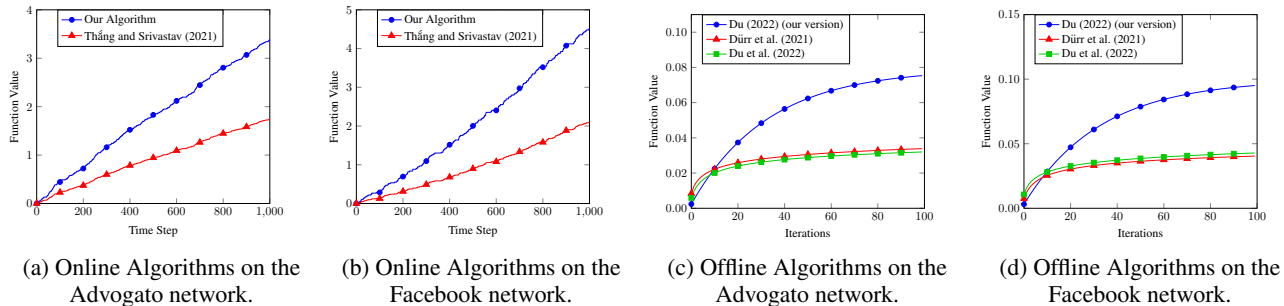 Our Algorithm
Thắng and Srivastav (2021)
Function Value
4
3
2
1
0
0
200
400
600
800
1,000
Time Step
(a) Online Algorithms on the
Advogato network.
Our Algorithm
Thắng and Srivastav (2021)
Function Value
5
4
3
2
1
0
0
200
400
600
800
1,000
Time Step
(b) Online Algorithms on the
Facebook network.
Du (2022) (our version)
Dürr et al. (2021)
Du et al. (2022)
Function Value
0.10
0.08
0.06
0.04
0.02
0.00
0
20
40
60
80
100
Iterations
(c) Offline Algorithms on the
Advogato network.
Du (2022) (our version)
Dürr et al. (2021)
Du et al. (2022)
Function Value
0.15
0.10
0.05
0.00
0
20
40
60
80
100
Iterations
(d) Offline Algorithms on the
Facebook network.